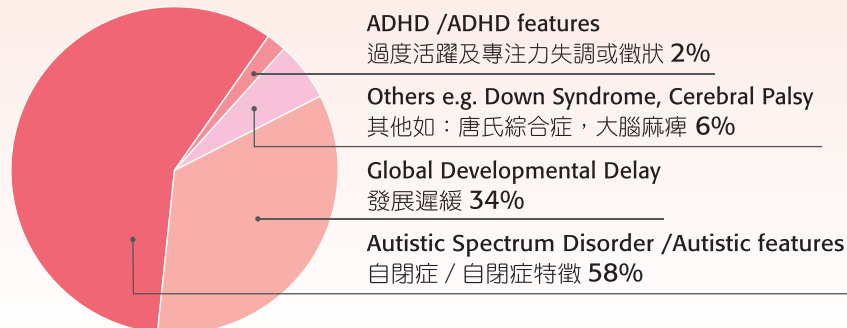 ADHD /ADHD features
過度活躍及專注力失調或徵狀 2%
Others e.g. Down Syndrome, Cerebral Palsy
其他如：唐氏綜合症，大腦麻痺 6%
Global Developmental Delay
發展遲緩 34%
Autistic Spectrum Disorder /Autistic features
自閉症 / 自閉症特徵 58%